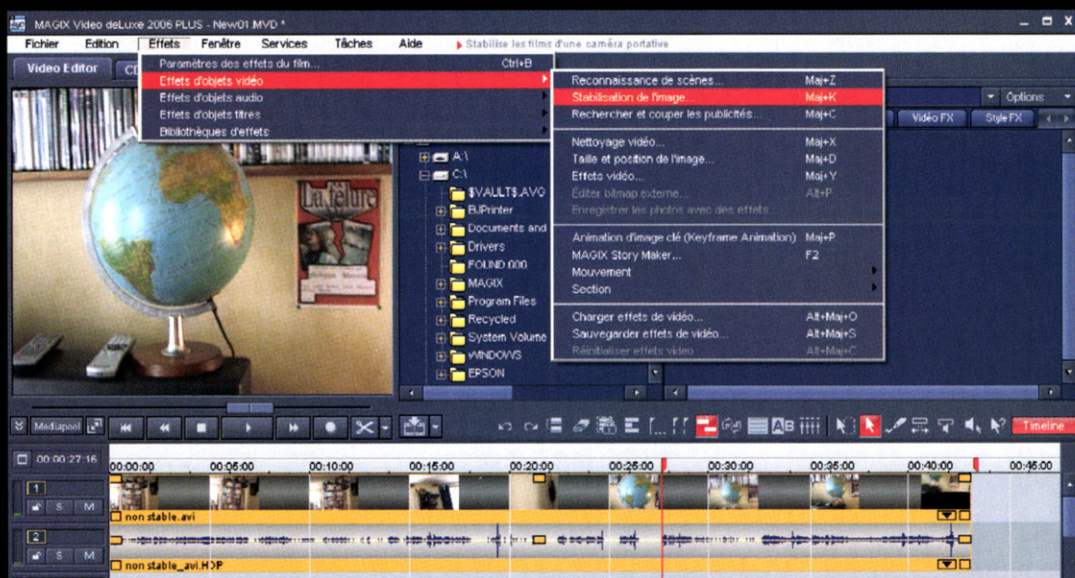 MAGIX Video deLuxe 2006 PLUS - New01.MVD *
Fichier Edition Effets Fenêtre Services Tâches Aide Stabilise les films d'une caméra portative
Video Editor
Paramètres des effets du film... Ctrl+B
Effets d'objets vidéo
Effets d'objets audio
Effets d'objets titres
Bibliothèques d'effets
Reconnaissance de scènes... Maj+Z
Stabilisation de l'image... Maj+K
Rechercher et couper les publicités... Maj+C
Nettoyage vidéo... Maj+X
Taille et position de l'image... Maj+D
Effets vidéo... Maj+Y
Éditer bitmap externe... Alt+P
Enregistrer les photos avec des effets...
Animation d'image clé (Keyframe Animation) Maj+P
MAGIX Story Maker... F2
Mouvement
Section
Charger effets de vidéo... Alt+Maj+O
Sauvegarder effets de vidéo... Alt+Maj+S
Réinitialiser effets video Alt+Maj+C
Options
Vidéo FX Style FX
A:\
C:\
$VAULT$.AVG
BJPrinter
Documents and
Drivers
FOUND.000
MAGIX
Program Files
Recycled
System Volume
WINDOWS
EPSON
La fêlure
Mediapool
Timeline
00:00:27:16
00:00:00 00:05:00 00:10:00 00:15:00 00:20:00 00:25:00 00:30:00 00:35:00 00:40:00 00:45:00
1
S M
non stable.avi
2
S M
non stable_avi.HDP